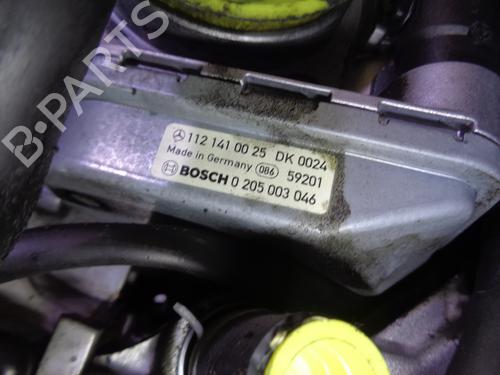 B-PARTS
112 141 00 25 DK 0024
Made in Germany 086 59201
BOSCH 0 205 003 046